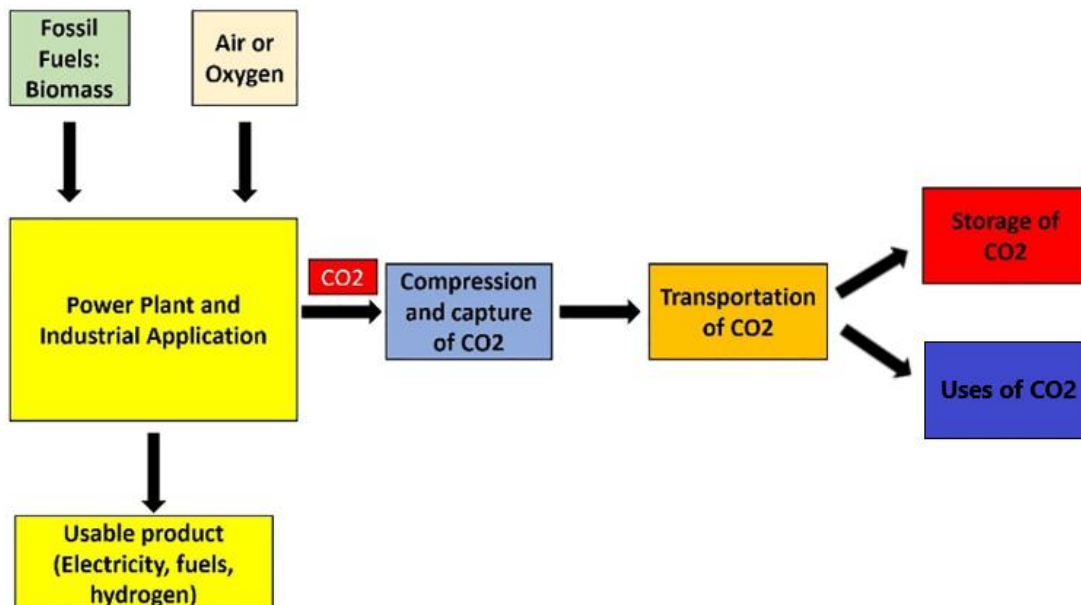 Fossil
Fuels:
Biomass
Air or
Oxygen
Power Plant and
Industrial Application
CO2
Compression
and capture
of CO2
Transportation
of CO2
Storage of
CO2
Uses of CO2
Usable product
(Electricity, fuels,
hydrogen)